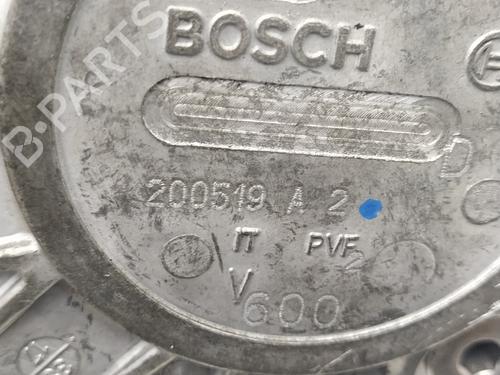 BOSCH
D
200519 A 2
IT PVF
V
600
B-PARTS